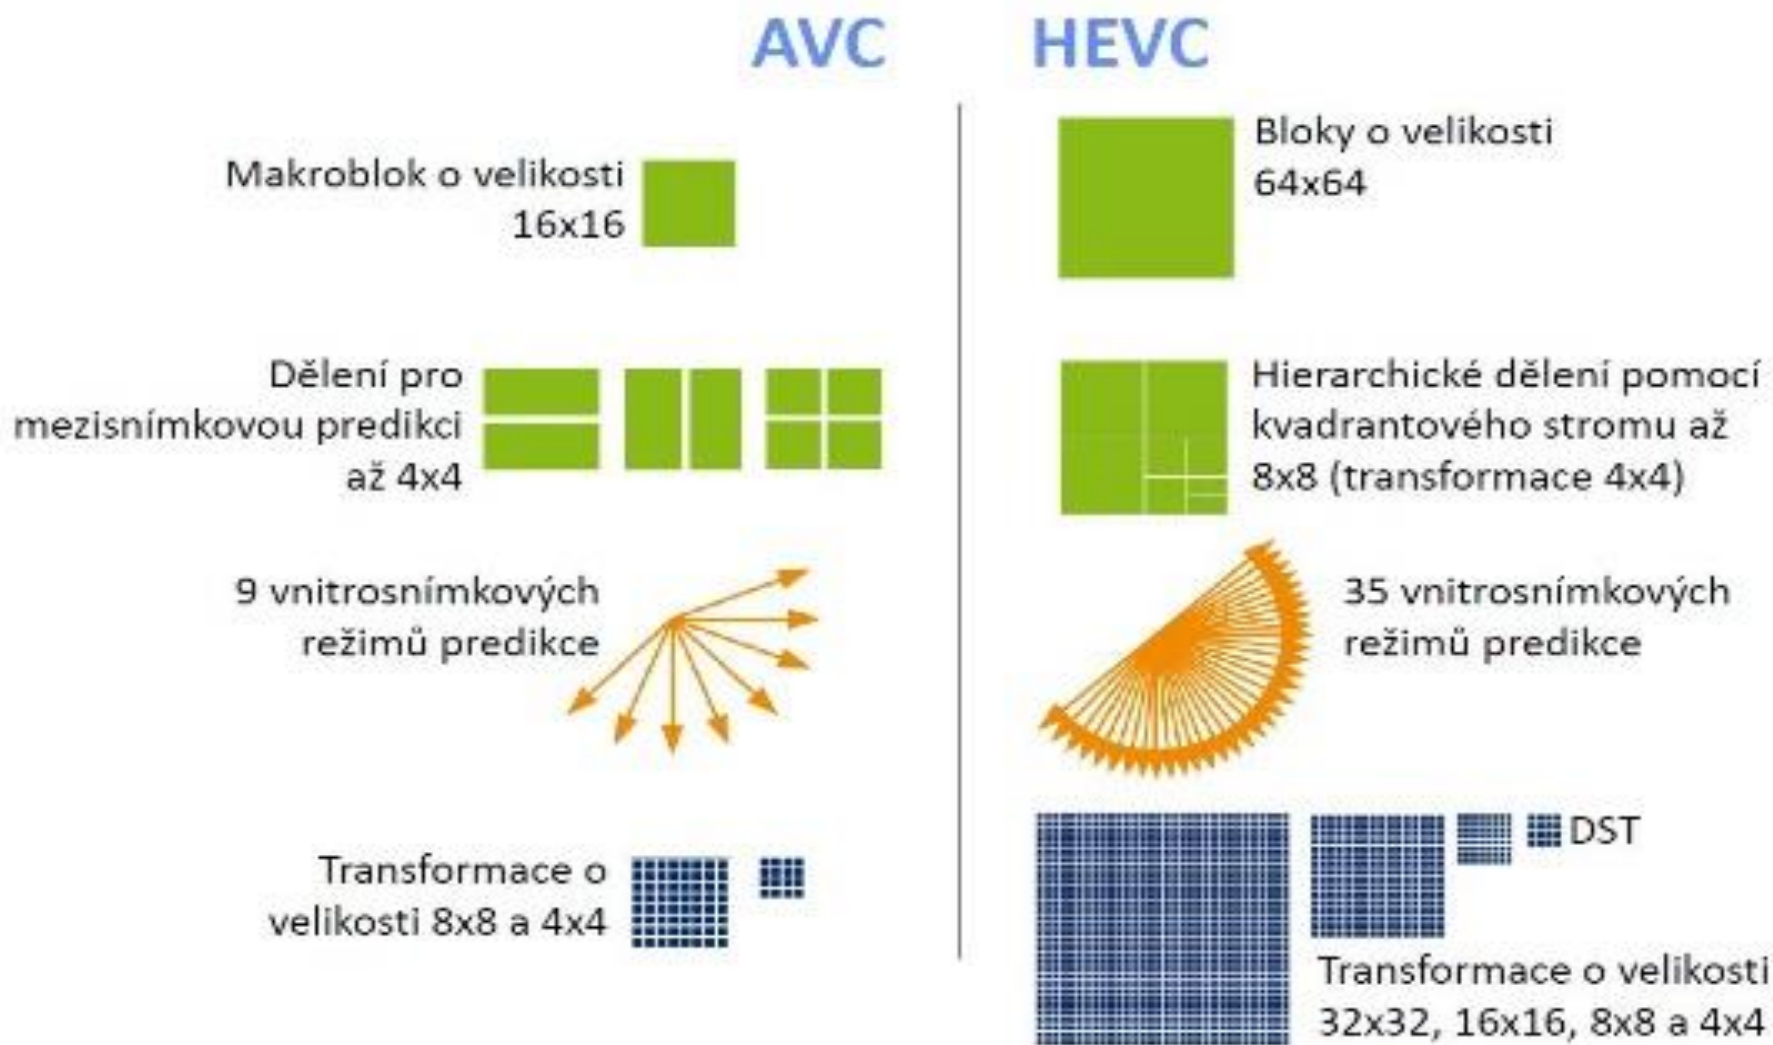 AVC
HEVC
Makroblok o velikosti
16x16
Bloky o velikosti
64x64
Dělení pro
mezisnímkovou predikci
až 4x4
Hierarchické dělení pomocí
kvadrantového stromu až
8x8 (transformace 4x4)
9 vnitrosnímkových
režimů predikce
35 vnitrosnímkových
režimů predikce
Transformace o
velikosti 8x8 a 4x4
DST
Transformace o velikosti
32x32, 16x16, 8x8 a 4x4